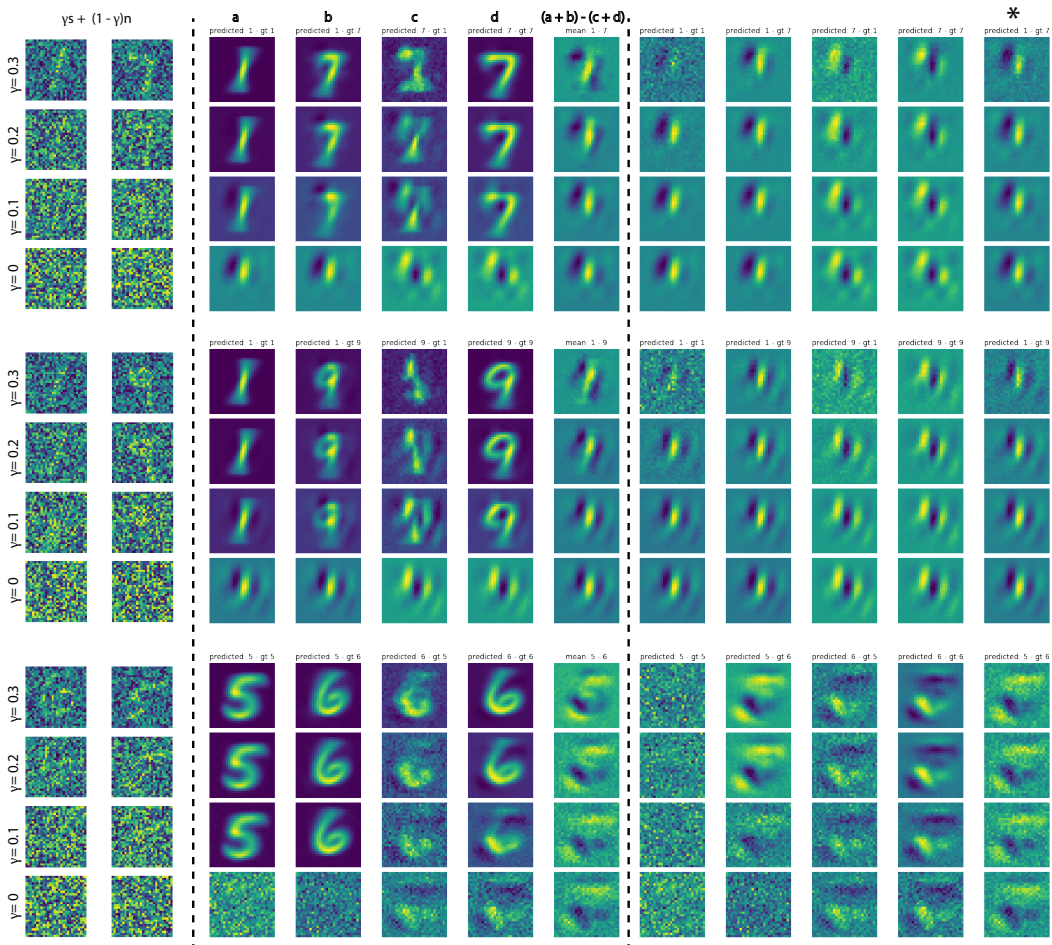 γs + (1 - γ)n
a b c d (a + b) - (c + d) *
predicted 1 - gt 1 predicted 1 - gt 7 predicted 7 - gt 1 predicted 7 - gt 7 mean 1 - 7 predicted 1 - gt 1 predicted 1 - gt 7 predicted 7 - gt 1 predicted 7 - gt 7 predicted 1 - gt 7
γ= 0.3
γ= 0.2
γ= 0.1
γ= 0
predicted 1 - gt 1 predicted 1 - gt 9 predicted 9 - gt 1 predicted 9 - gt 9 mean 1 - 9 predicted 1 - gt 1 predicted 1 - gt 9 predicted 9 - gt 1 predicted 9 - gt 9 predicted 1 - gt 9
γ= 0.3
γ= 0.2
γ= 0.1
γ= 0
predicted 5 - gt 5 predicted 5 - gt 6 predicted 6 - gt 5 predicted 6 - gt 6 mean 5 - 6 predicted 5 - gt 5 predicted 5 - gt 6 predicted 6 - gt 5 predicted 6 - gt 6 predicted 5 - gt 6
γ= 0.3
γ= 0.2
γ= 0.1
γ= 0